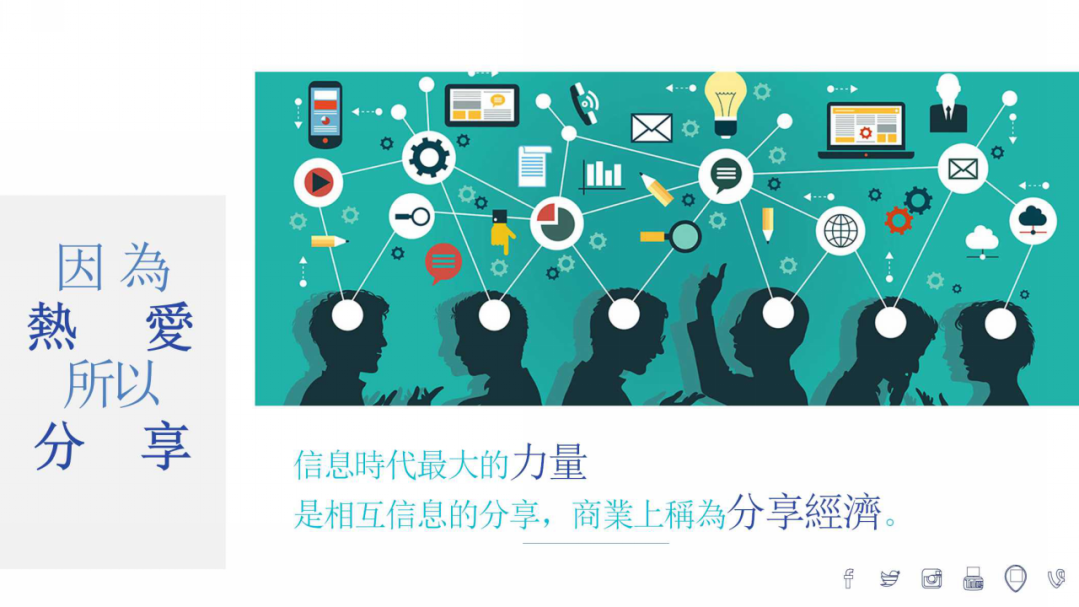 因為
熱愛
所以
分享
信息時代最大的力量
是相互信息的分享，商業上稱為分享經濟。